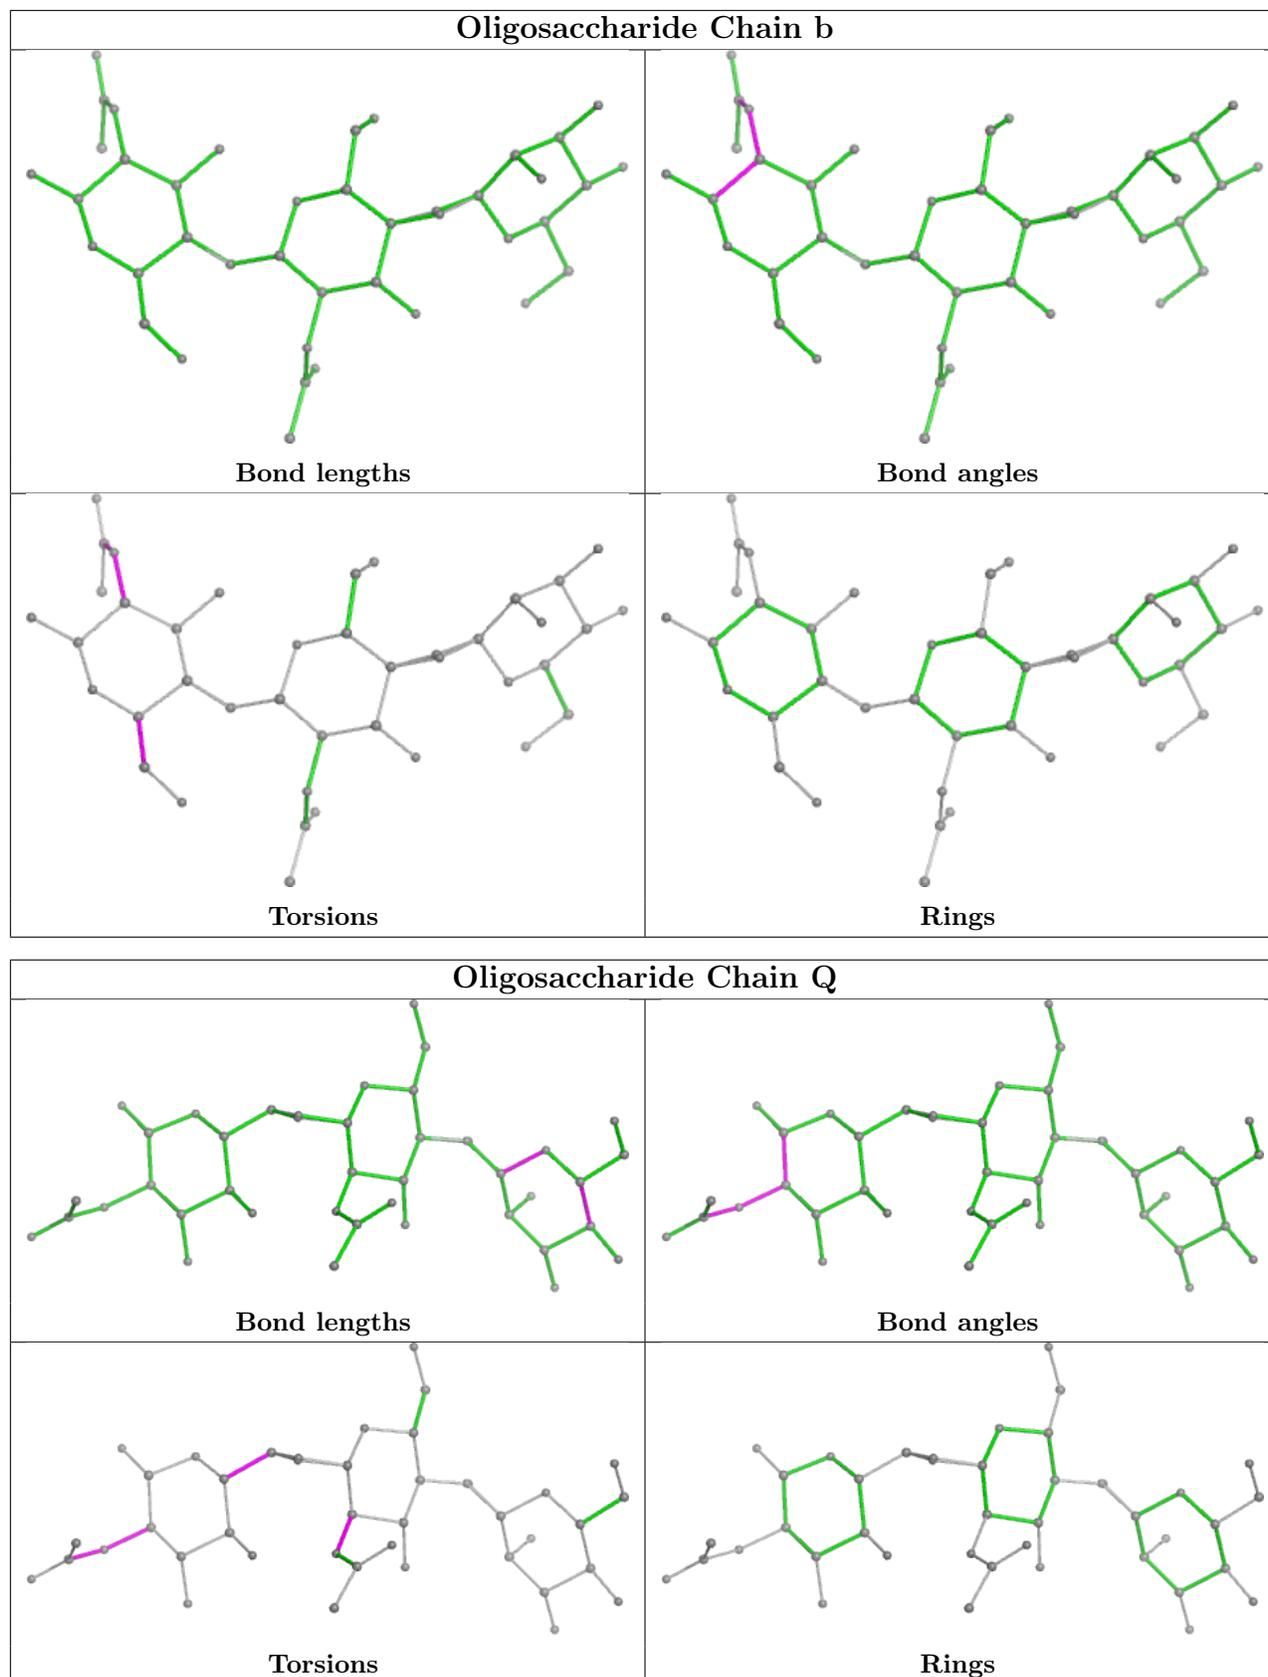 Oligosaccharide Chain b
Bond lengths
Bond angles
Torsions
Rings
Oligosaccharide Chain Q
Bond lengths
Bond angles
Torsions
Rings